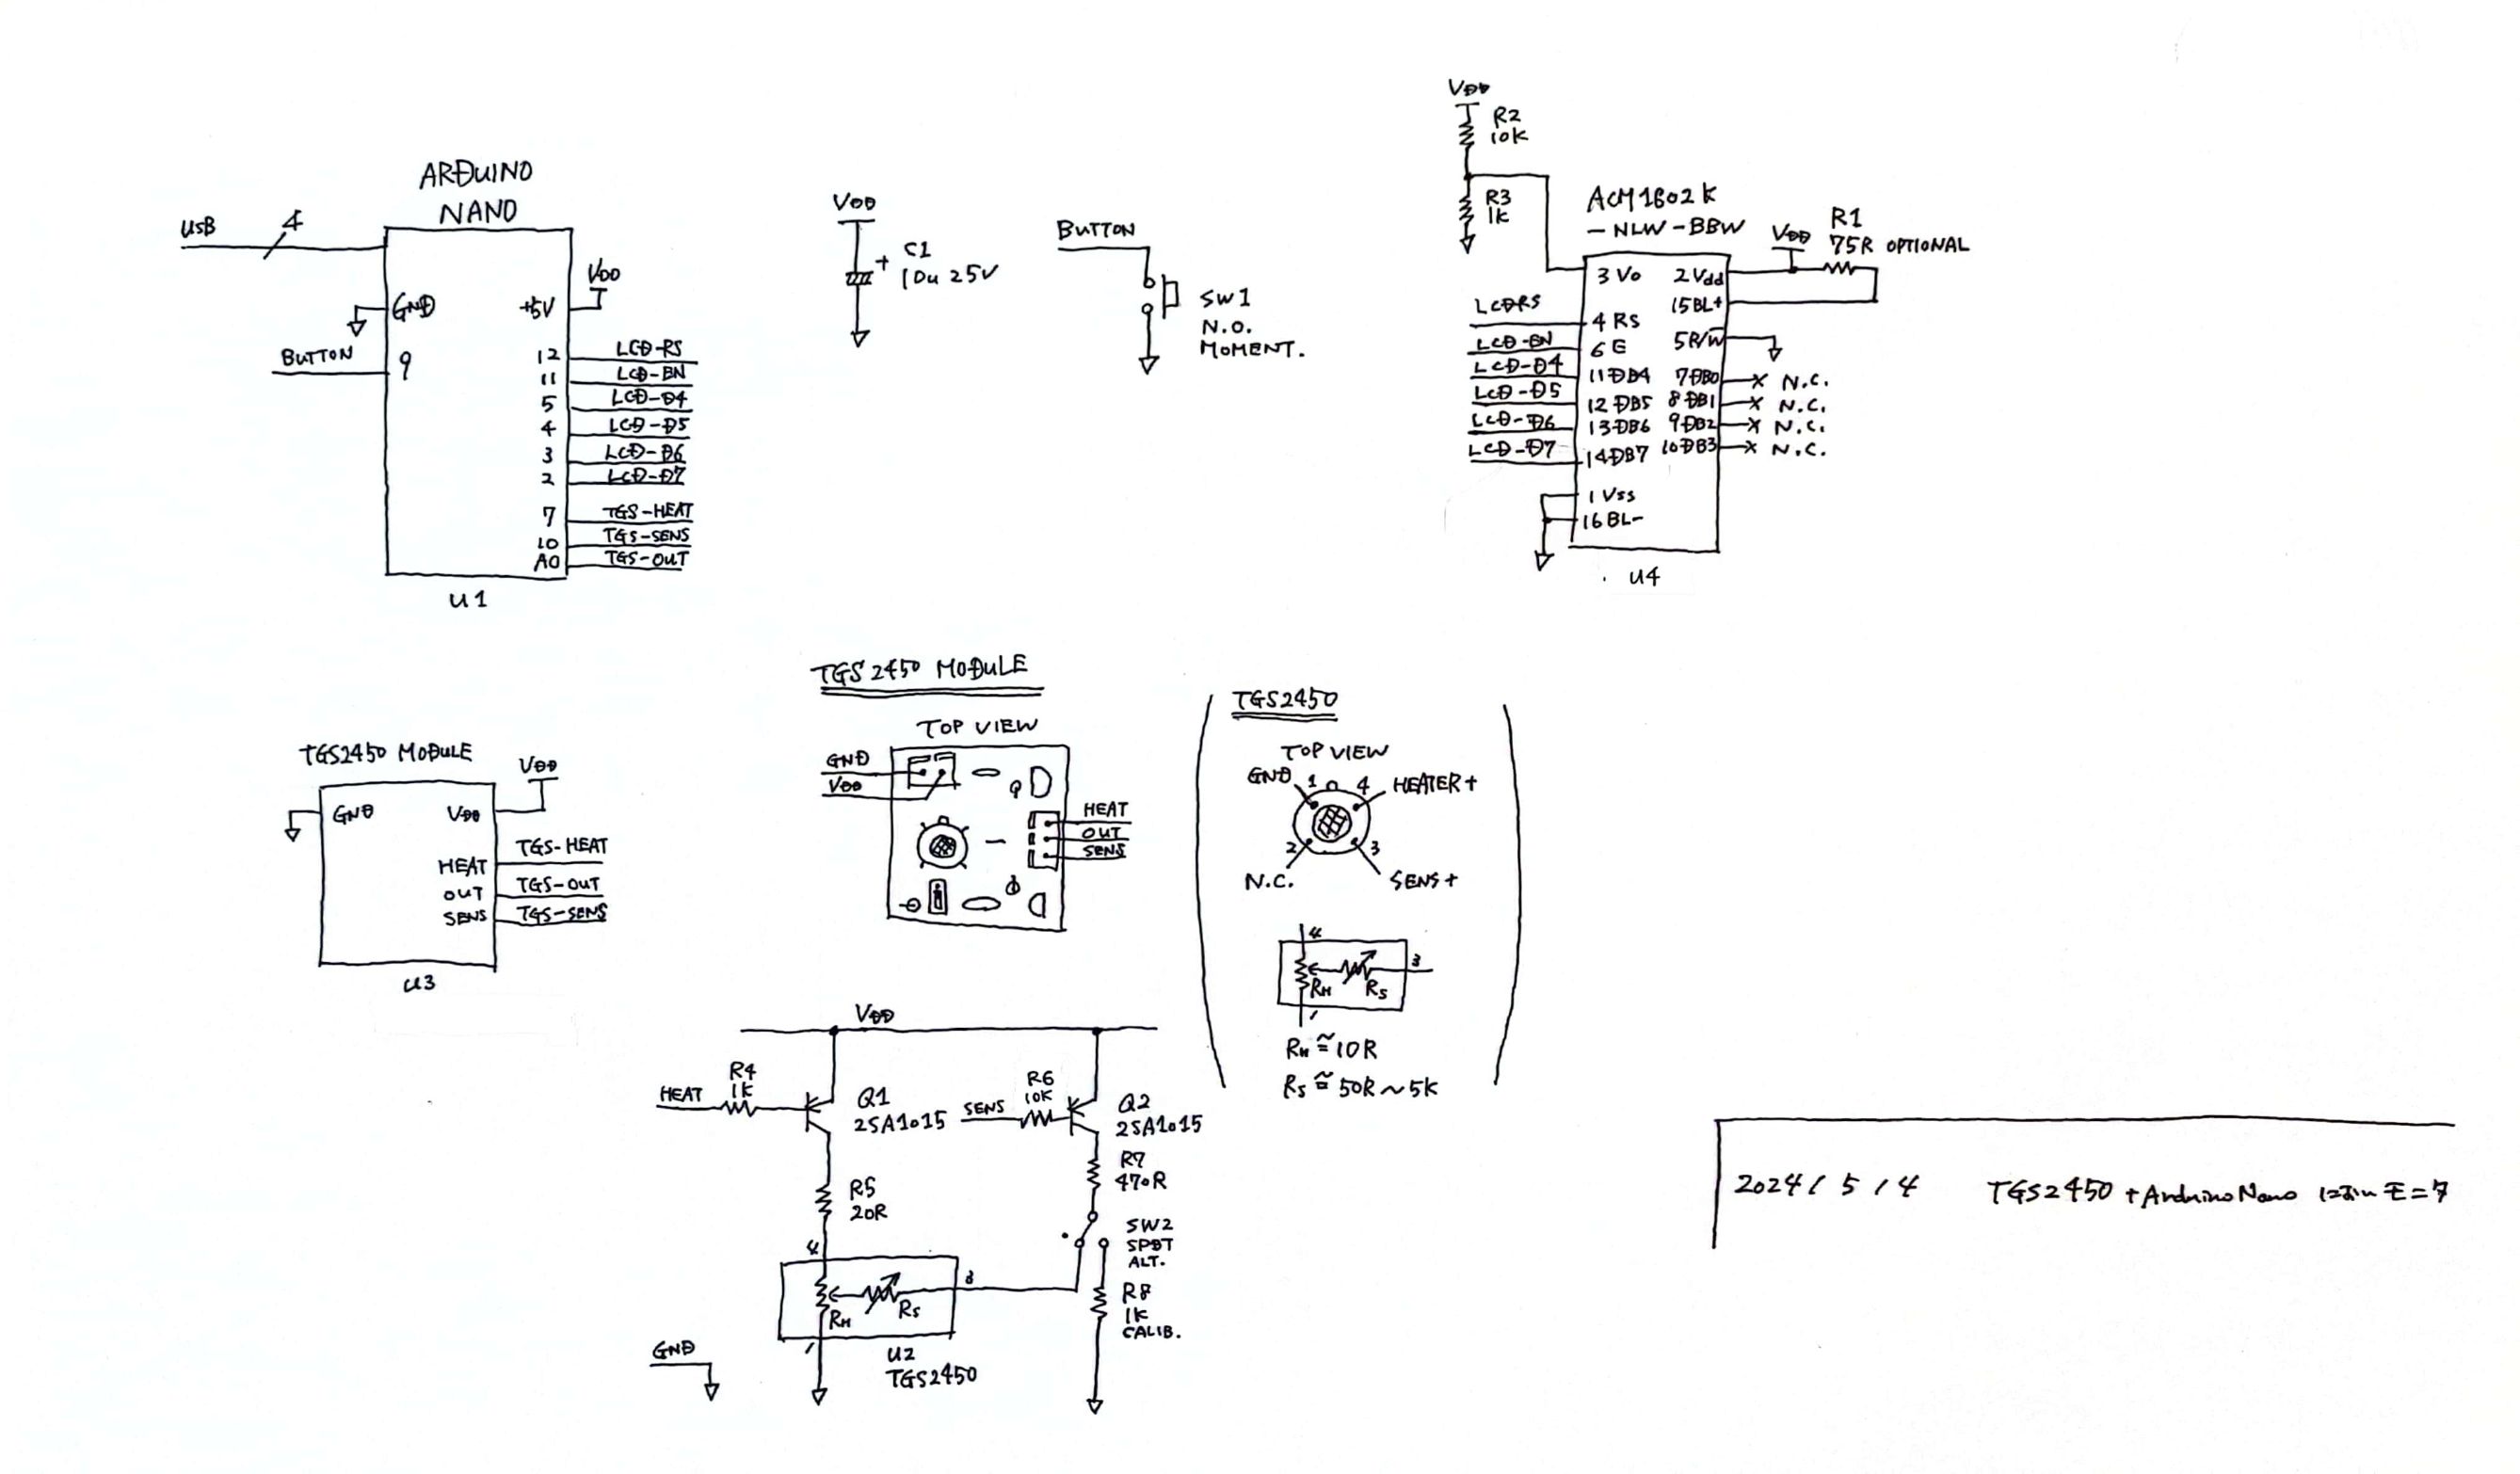 ARDUINO
NANO
USB
4
GND
+5V
VDD
BUTTON
9
12
LCD-RS
11
LCD-EN
5
LCD-D4
4
LCD-D5
3
LCD-D6
2
LCD-D7
7
TGS-HEAT
10
TGS-SENS
A0
TGS-OUT
U1
VDD
+
C1
10u 25V
BUTTON
SW1
N.O.
MOMENT.
VDD
R2
10K
R3
1K
ACM1602K
-NLW-BBW
VDD
R1
75R OPTIONAL
3 Vo
2 Vdd
15 BL+
LCDRS
4 RS
5 R/W
LCD-EN
6 E
LCD-D4
11 DB4
7 DB0
N.C.
LCD-D5
12 DB5
8 DB1
N.C.
LCD-D6
13 DB6
9 DB2
N.C.
LCD-D7
14 DB7
10 DB3
N.C.
1 Vss
16 BL-
U4
TGS2450 MODULE
GND
VDD
VDD
HEAT
TGS-HEAT
OUT
TGS-OUT
SENS
TGS-SENS
U3
TGS 2450 MODULE
TOP VIEW
GND
VDD
HEAT
OUT
SENS
TGS2450
TOP VIEW
GND
1
4
HEATER+
2
3
N.C.
SENS+
4
3
RH
RS
1
RH ≅ 10R
RS ≅ 50R~5K
VDD
HEAT
R4
1K
Q1
2SA1015
SENS
R6
10K
Q2
2SA1015
R5
20R
R7
470R
SW2
SPDT
ALT.
4
3
RH
RS
1
U2
TGS2450
R8
1K
CALIB.
GND
2024/5/4
TGS2450 + Arduino Nano においモニタ